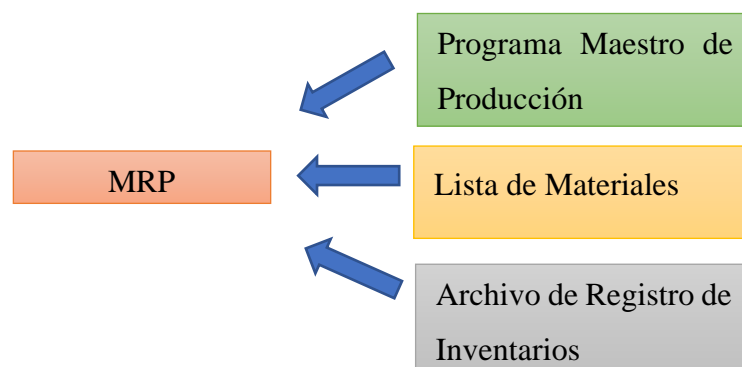 Programa Maestro de
Producción
MRP
Lista de Materiales
Archivo de Registro de
Inventarios